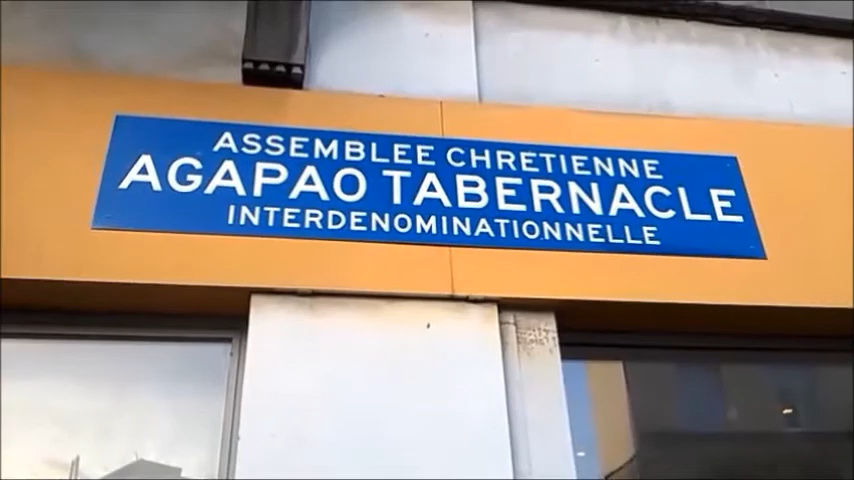 ASSEMBLEE CHRETIENNE
AGAPAO TABERNACLE
INTERDENOMINATIONNELLE